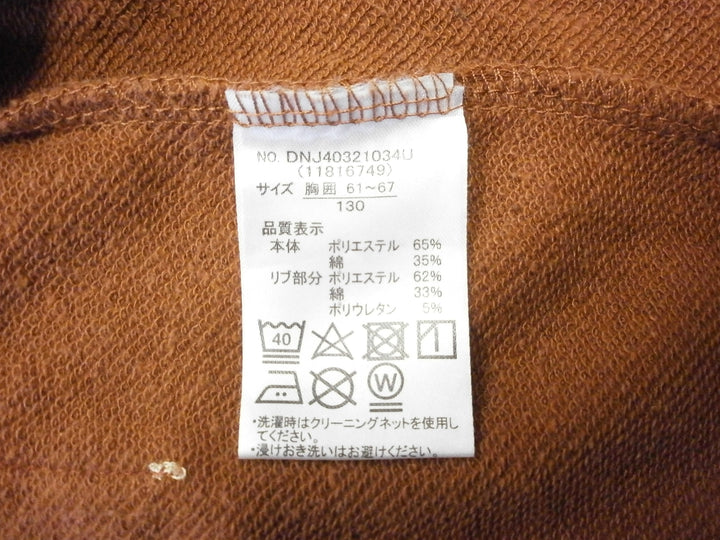 NO. DNJ40321034U
(11816749)
サイズ 胸囲 61～67
130
品質表示
本体 ポリエステル 65%
綿 35%
リブ部分 ポリエステル 62%
綿 33%
ポリウレタン 5%
40
W
・洗濯時はクリーニングネットを使用し
てください。
・浸けおき洗いはお避けください。